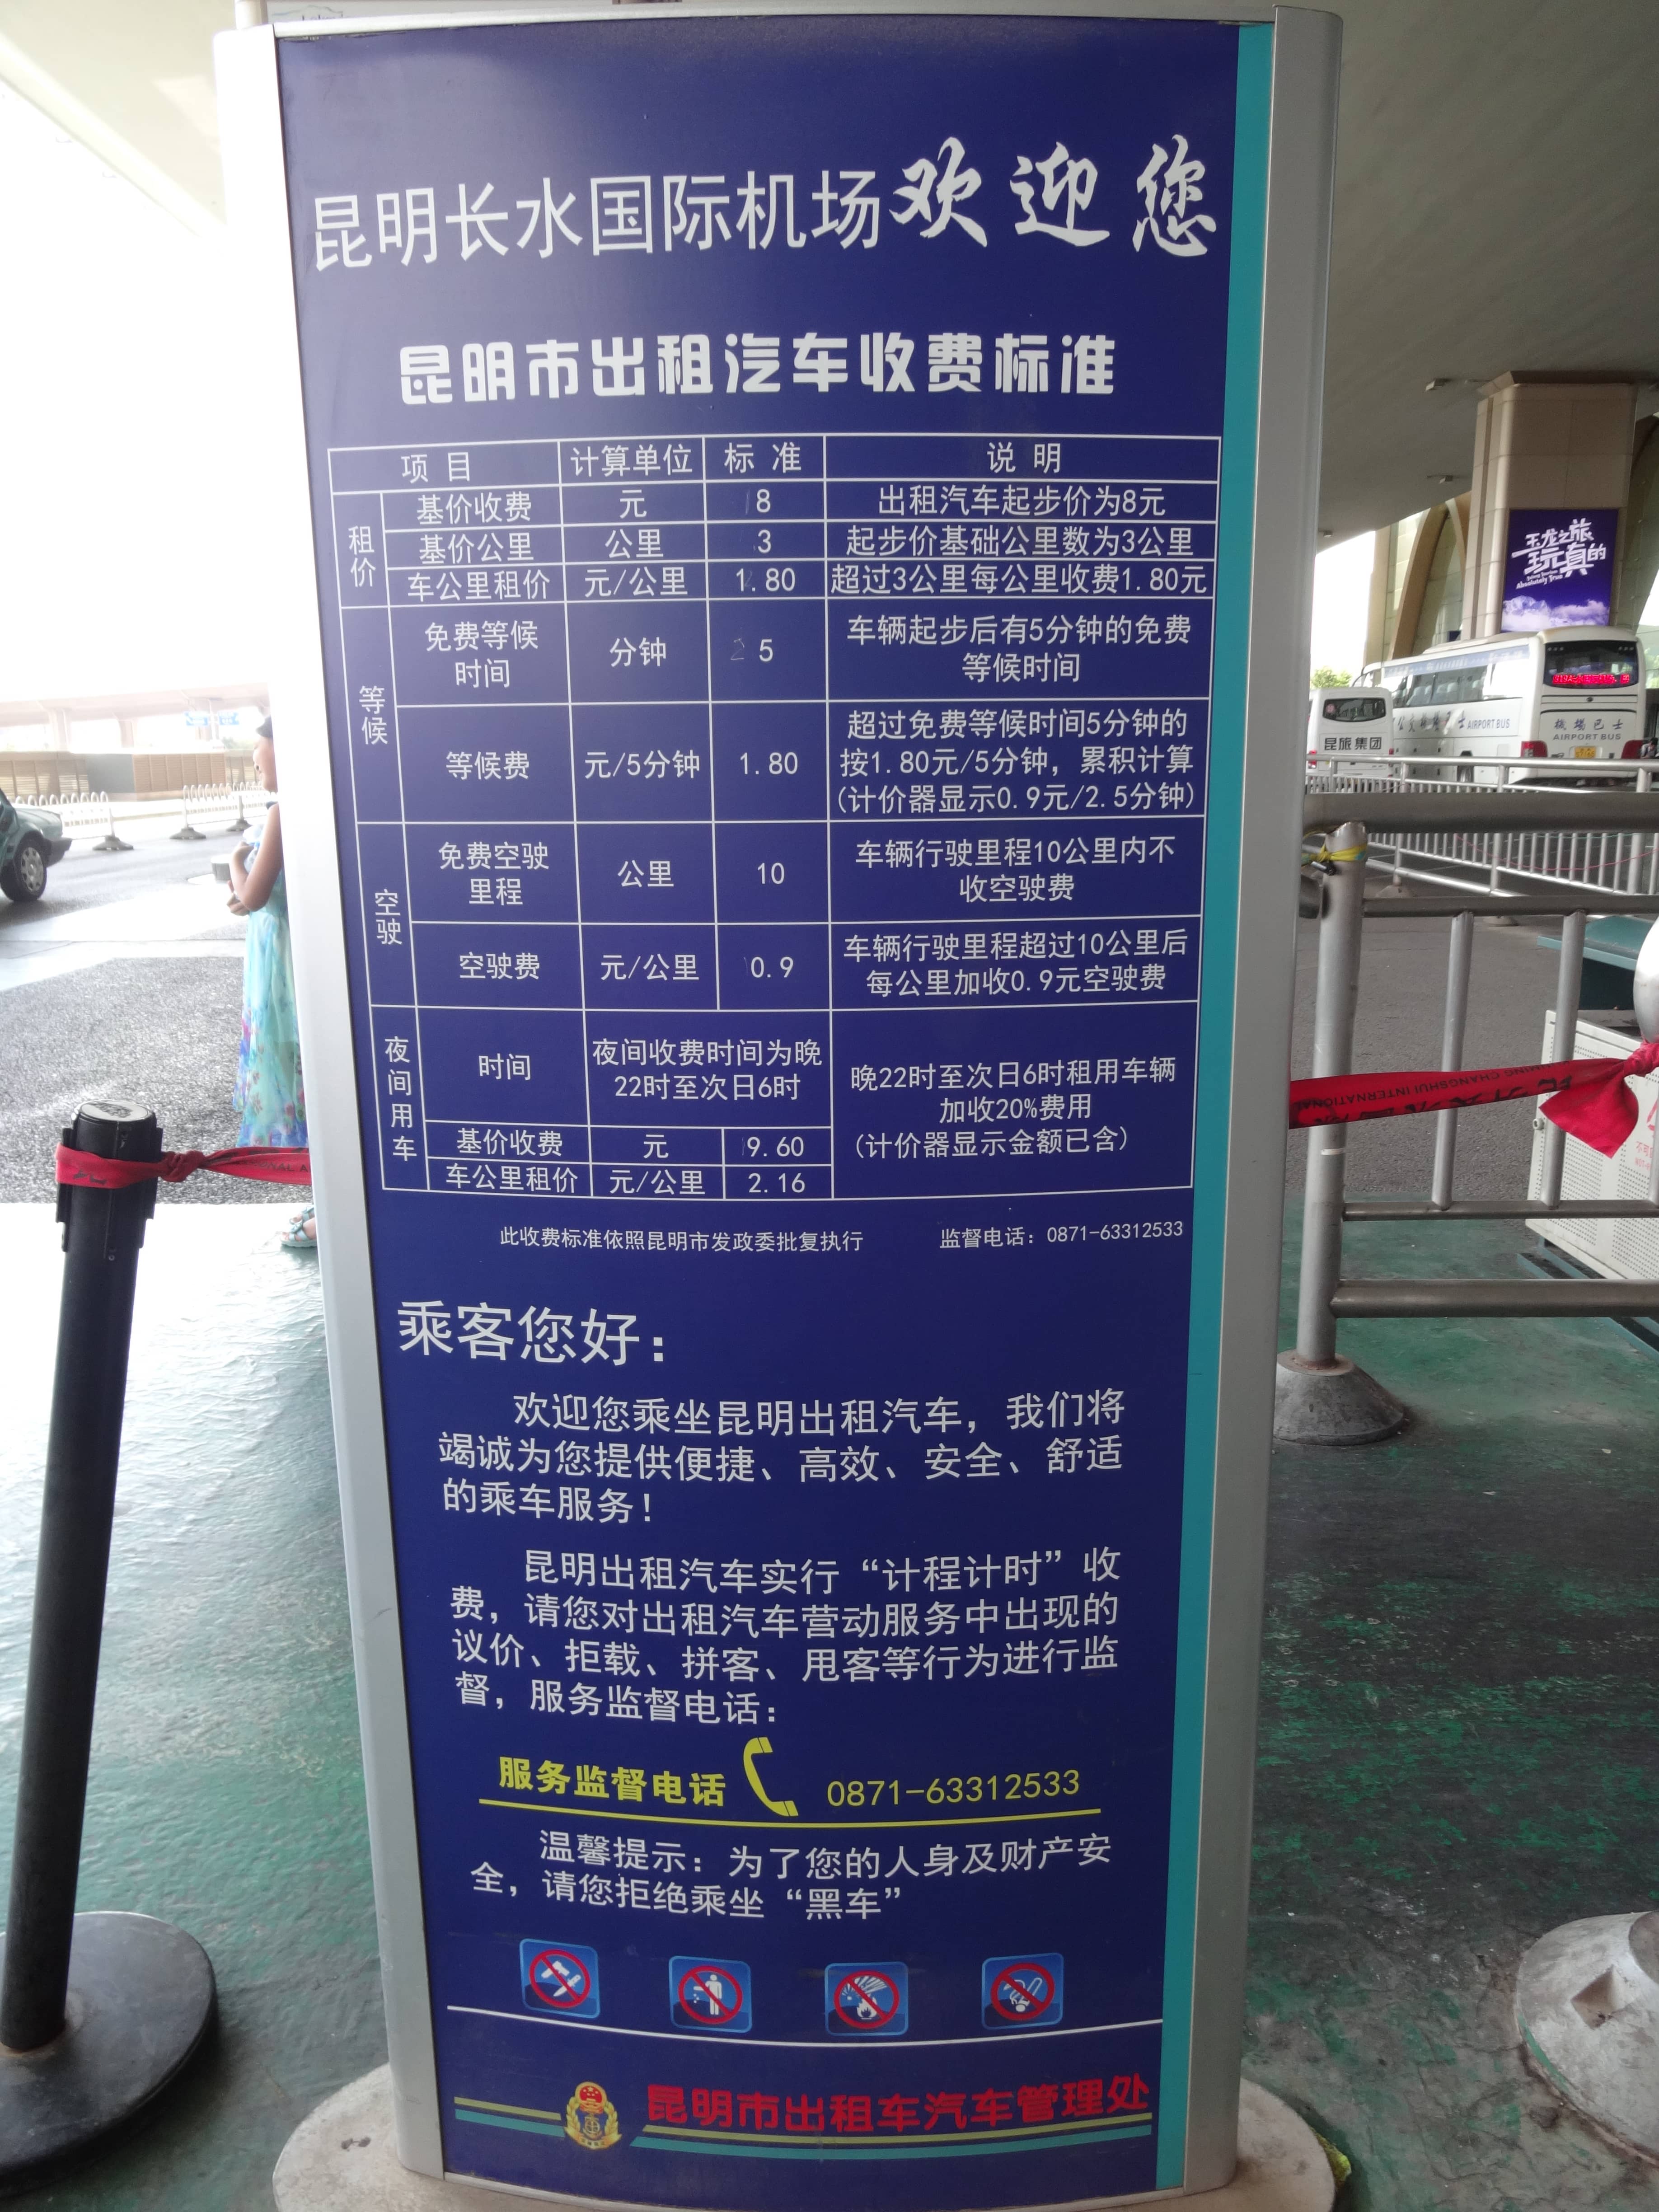 昆明长水国际机场欢迎您
昆明市出租汽车收费标准
项目 计算单位 标准 说明
租价 基价收费 元 8 出租汽车起步价为8元
基价公里 公里 3 起步价基础公里数为3公里
车公里租价 元/公里 1.80 超过3公里每公里收费1.80元
等候 免费等候时间 分钟 5 车辆起步后有5分钟的免费
等候时间
等候费 元/5分钟 1.80 超过免费等候时间5分钟的
按1.80元/5分钟，累积计算
(计价器显示0.9元/2.5分钟)
空驶 免费空驶里程 公里 10 车辆行驶里程10公里内不
收空驶费
空驶费 元/公里 0.9 车辆行驶里程超过10公里后
每公里加收0.9元空驶费
夜间用车 时间 夜间收费时间为晚
22时至次日6时
晚22时至次日6时租用车辆
加收20%费用
(计价器显示金额已含)
基价收费 元 9.60
车公里租价 元/公里 2.16
此收费标准依照昆明市发政委批复执行 监督电话：0871-63312533
乘客您好：
欢迎您乘坐昆明出租汽车，我们将
竭诚为您提供便捷、高效、安全、舒适
的乘车服务！
昆明出租汽车实行“计程计时”收
费，请您对出租汽车营动服务中出现的
议价、拒载、拼客、甩客等行为进行监
督，服务监督电话：
服务监督电话 0871-63312533
温馨提示：为了您的人身及财产安
全，请您拒绝乘坐“黑车”
昆明市出租车汽车管理处
玉龙之旅
玩真的
Absolutely True
昆旅集团
AIRPORT BUS
機場巴士
AIRPORT BUS
CHANGSHUI INTERNATIONAL